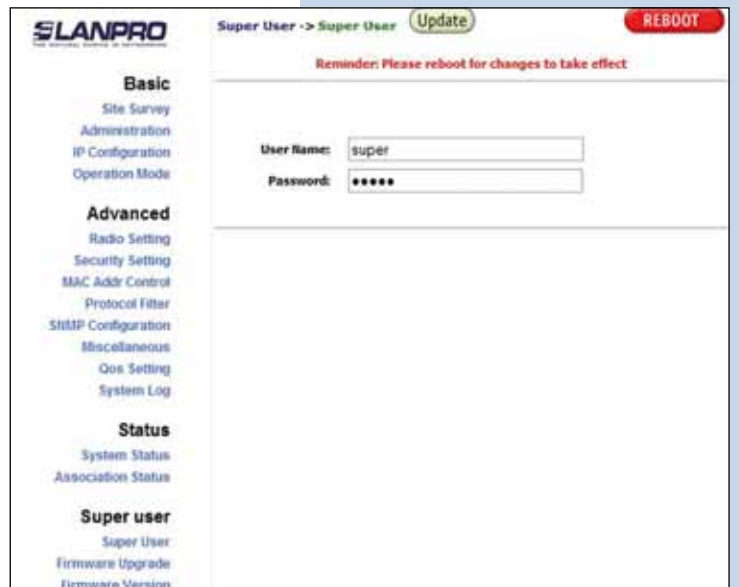 LANPRO
Super User -> Super User Update REBOOT
Reminder: Please reboot for changes to take effect
Basic
Site Survey
Administration
IP Configuration
Operation Mode
User Name: super
Password: •••••
Advanced
Radio Setting
Security Setting
MAC Addr Control
Protocol Filter
SNMP Configuration
Miscellaneous
Qos Setting
System Log
Status
System Status
Association Status
Super user
Super User
Firmware Upgrade
Firmware Version